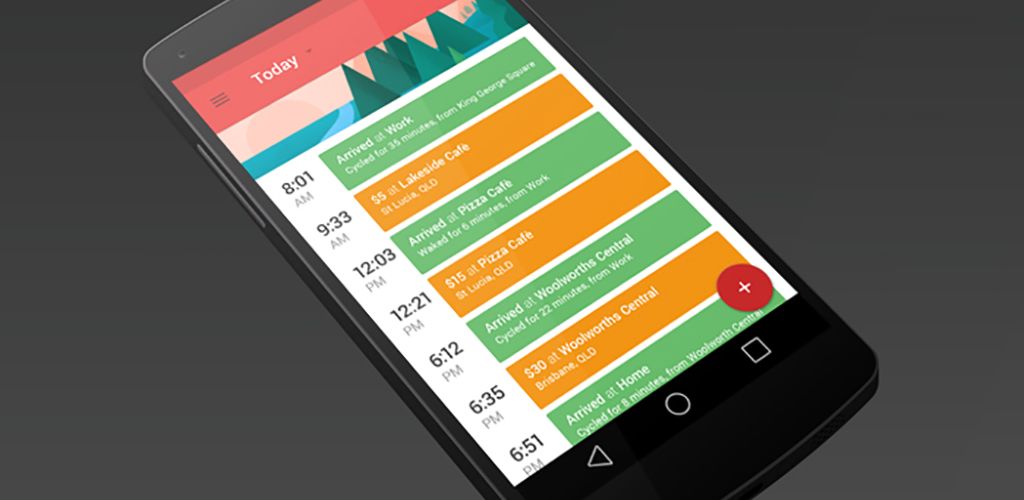 Today
8:01
AM
Arrived at Work
Cycled for 35 minutes, from King George Square
9:33
AM
$5 at Lakeside Cafè
St Lucia, QLD
12:03
PM
Arrived at Pizza Cafè
Waked for 6 minutes, from Work
12:21
PM
$15 at Pizza Cafè
St Lucia, QLD
6:12
PM
Arrived at Woolworths Central
Cycled for 22 minutes, from Work
6:35
PM
$30 at Woolworths Central
Brisbane, QLD
6:51
PM
Arrived at Home
Cycled for 8 minutes, from Woolworth Central